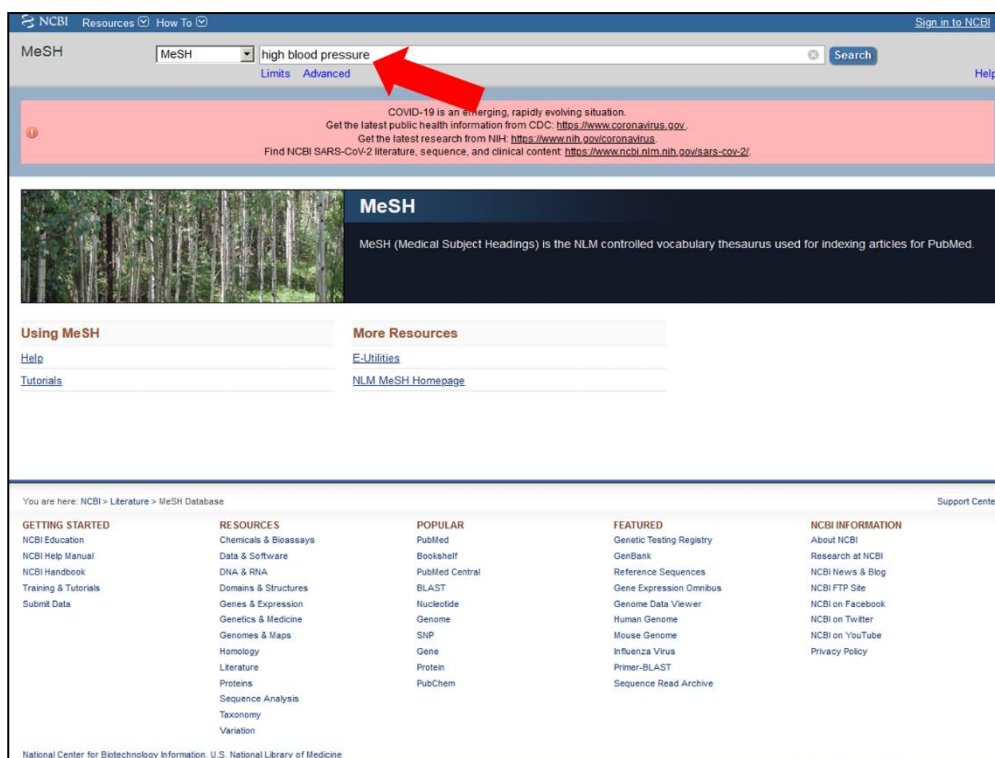 NCBI Resources How To Sign in to NCBI
MeSH MeSH high blood pressure Search
Limits Advanced Help
COVID-19 is an emerging, rapidly evolving situation.
Get the latest public health information from CDC: https://www.coronavirus.gov .
Get the latest research from NIH: https://www.nih.gov/coronavirus.
Find NCBI SARS-CoV-2 literature, sequence, and clinical content: https://www.ncbi.nlm.nih.gov/sars-cov-2/.
MeSH
MeSH (Medical Subject Headings) is the NLM controlled vocabulary thesaurus used for indexing articles for PubMed.
Using MeSH
Help
Tutorials
More Resources
E-Utilities
NLM MeSH Homepage
You are here: NCBI > Literature > MeSH Database Support Cente
GETTING STARTED
NCBI Education
NCBI Help Manual
NCBI Handbook
Training & Tutorials
Submit Data
RESOURCES
Chemicals & Bioassays
Data & Software
DNA & RNA
Domains & Structures
Genes & Expression
Genetics & Medicine
Genomes & Maps
Homology
Literature
Proteins
Sequence Analysis
Taxonomy
Variation
POPULAR
PubMed
Bookshelf
PubMed Central
BLAST
Nucleotide
Genome
SNP
Gene
Protein
PubChem
FEATURED
Genetic Testing Registry
GenBank
Reference Sequences
Gene Expression Omnibus
Genome Data Viewer
Human Genome
Mouse Genome
Influenza Virus
Primer-BLAST
Sequence Read Archive
NCBI INFORMATION
About NCBI
Research at NCBI
NCBI News & Blog
NCBI FTP Site
NCBI on Facebook
NCBI on Twitter
NCBI on YouTube
Privacy Policy
National Center for Biotechnology Information, U.S. National Library of Medicine